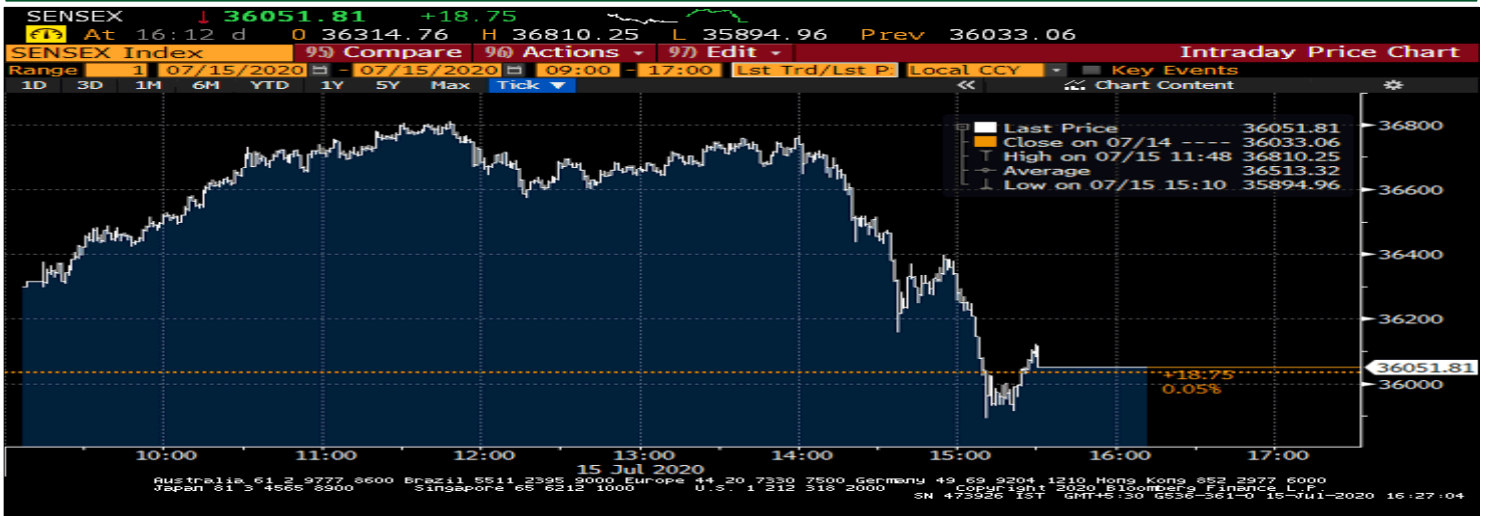 SENSEX ↓ 36051.81 +18.75
At 16:12 d O 36314.76 H 36810.25 L 35894.96 Prev 36033.06
SENSEX Index 95) Compare 96) Actions 97) Edit Intraday Price Chart
Range 1 07/15/2020 - 07/15/2020 09:00 - 17:00 Lst Trd/Lst P: Local CCY Key Events
1D 3D 1M 6M YTD 1Y 5Y Max Tick ▼ « Chart Content
Last Price 36051.81
Close on 07/14 ---- 36033.06
High on 07/15 11:48 36810.25
Average 36513.32
Low on 07/15 15:10 35894.96
36800
36600
36400
36200
36051.81
36000
+18.75
0.05%
10:00 11:00 12:00 13:00 14:00 15:00 16:00 17:00
15 Jul 2020
Australia 61 2 9777 8600 Brazil 5511 2395 9000 Europe 44 20 7330 7500 Germany 49 69 9204 1210 Hong Kong 852 2977 6000
Japan 81 3 4565 8900 Singapore 65 6212 1000 U.S. 1 212 318 2000 Copyright 2020 Bloomberg Finance L.P.
SN 473926 IST GMT+5:30 G536-361-0 15-Jul-2020 16:27:04